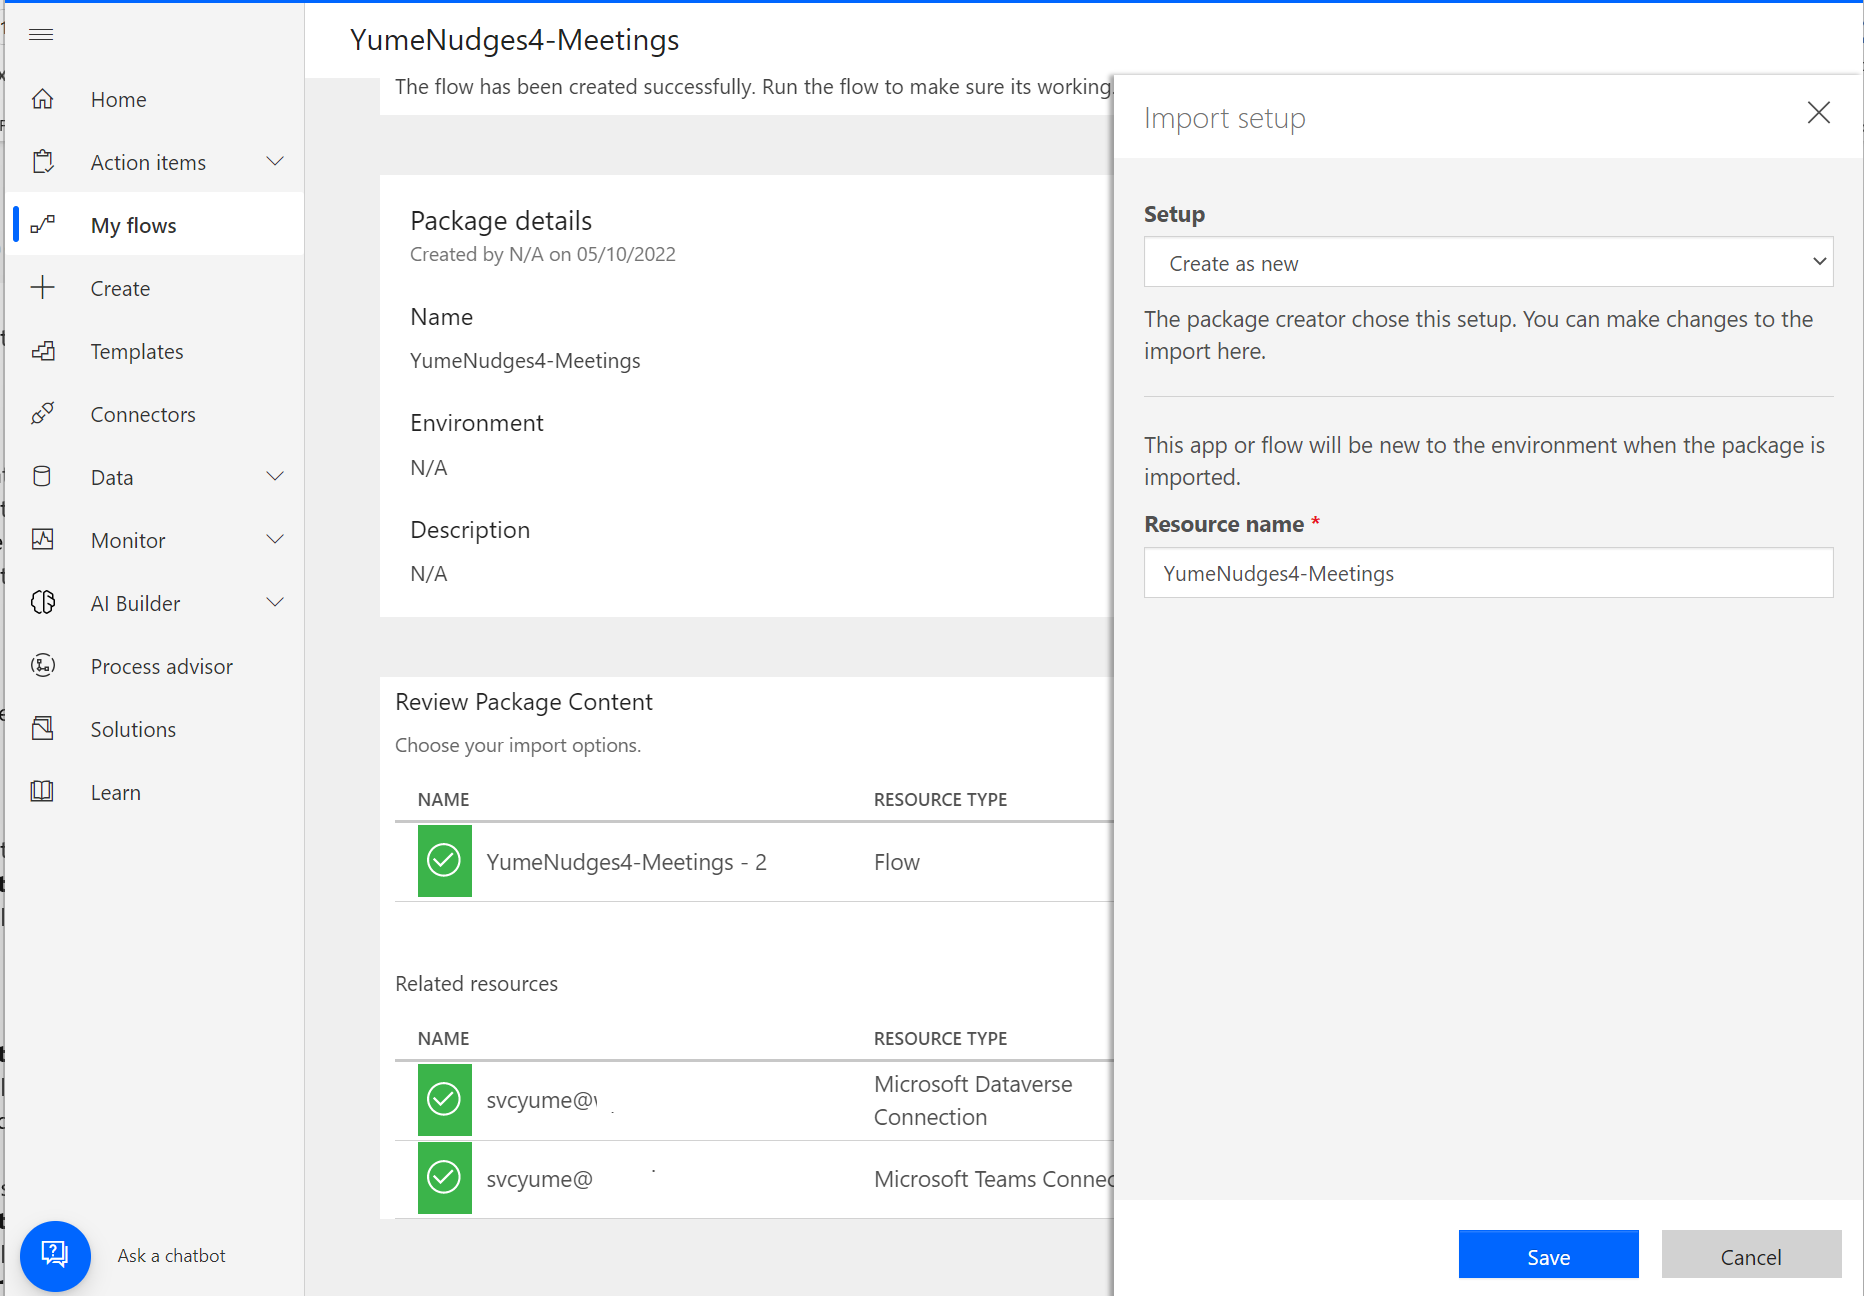 YumeNudges4-Meetings
Home
Action items
My flows
Create
Templates
Connectors
Data
Monitor
AI Builder
Process advisor
Solutions
Learn
Ask a chatbot
The flow has been created successfully. Run the flow to make sure its working.
Package details
Created by N/A on 05/10/2022
Name
YumeNudges4-Meetings
Environment
N/A
Description
N/A
Review Package Content
Choose your import options.
NAME RESOURCE TYPE
YumeNudges4-Meetings - 2 Flow
Related resources
NAME RESOURCE TYPE
svcyume@ Microsoft Dataverse
Connection
svcyume@ Microsoft Teams Connec
Import setup
Setup
Create as new
The package creator chose this setup. You can make changes to the
import here.
This app or flow will be new to the environment when the package is
imported.
Resource name *
YumeNudges4-Meetings
Save Cancel